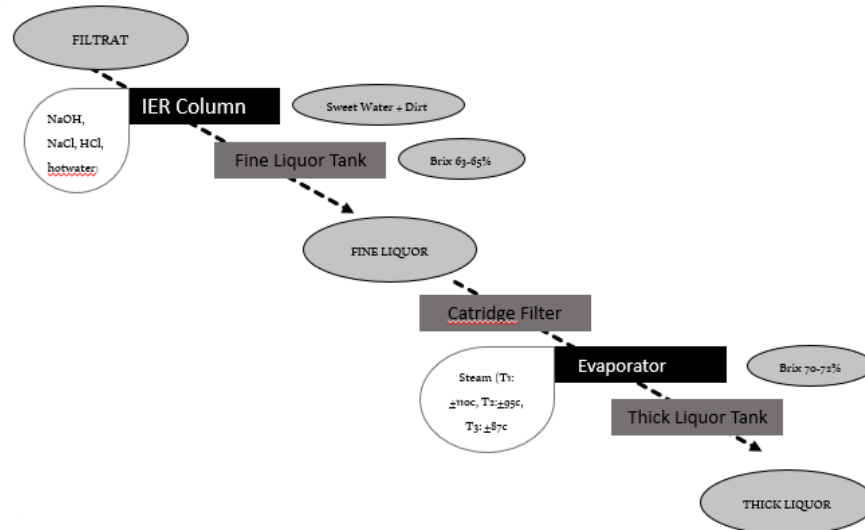 FILTRAT
IER Column
NaOH,
NaCl, HCl,
hotwater)
Sweet Water + Dirt
Fine Liquor Tank
Brix 63-65%
FINE LIQUOR
Catridge Filter
Evaporator
Steam (T1:
±110c, T2:±95c,
T3: ±87c
Brix 70-72%
Thick Liquor Tank
THICK LIQUOR